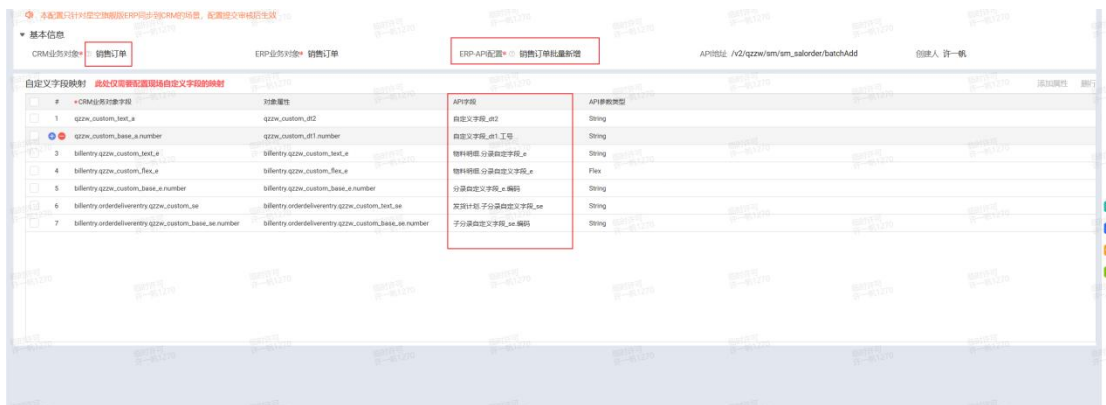 本配置只针对星空旗舰版ERP同步到CRM的场景，配置提交审核后生效
基本信息
CRM业务对象* 销售订单 ERP业务对象* 销售订单 ERP-API配置* 销售订单批量新增 API地址 /v2/qzzw/sm/sm_salorder/batchAdd 创建人 许一帆
自定义字段映射 此处仅需要配置现场自定义字段的映射 添加属性 删行
# *CRM业务对象字段 对象属性 API字段 API参数类型
1 qzzw_custom_text_a qzzw_custom_dt2 自定义字段_dt2 String
qzzw_custom_base_a.number qzzw_custom_dt1.number 自定义字段_dt1.工号 String
3 billentry.qzzw_custom_text_e billentry.qzzw_custom_text_e 物料明细.分录自定字段_e String
4 billentry.qzzw_custom_flex_e billentry.qzzw_custom_flex_e 物料明细.分录自定义字段_e Flex
5 billentry.qzzw_custom_base_e.number billentry.qzzw_custom_base_e.number 分录自定义字段_e.编码 String
6 billentry.orderdeliverentry.qzzw_custom_se billentry.orderdeliverentry.qzzw_custom_text_se 发货计划.子分录自定义字段_se String
7 billentry.orderdeliverentry.qzzw_custom_base_se.number billentry.orderdeliverentry.qzzw_custom_base_se.number 子分录自定义字段_se.编码 String